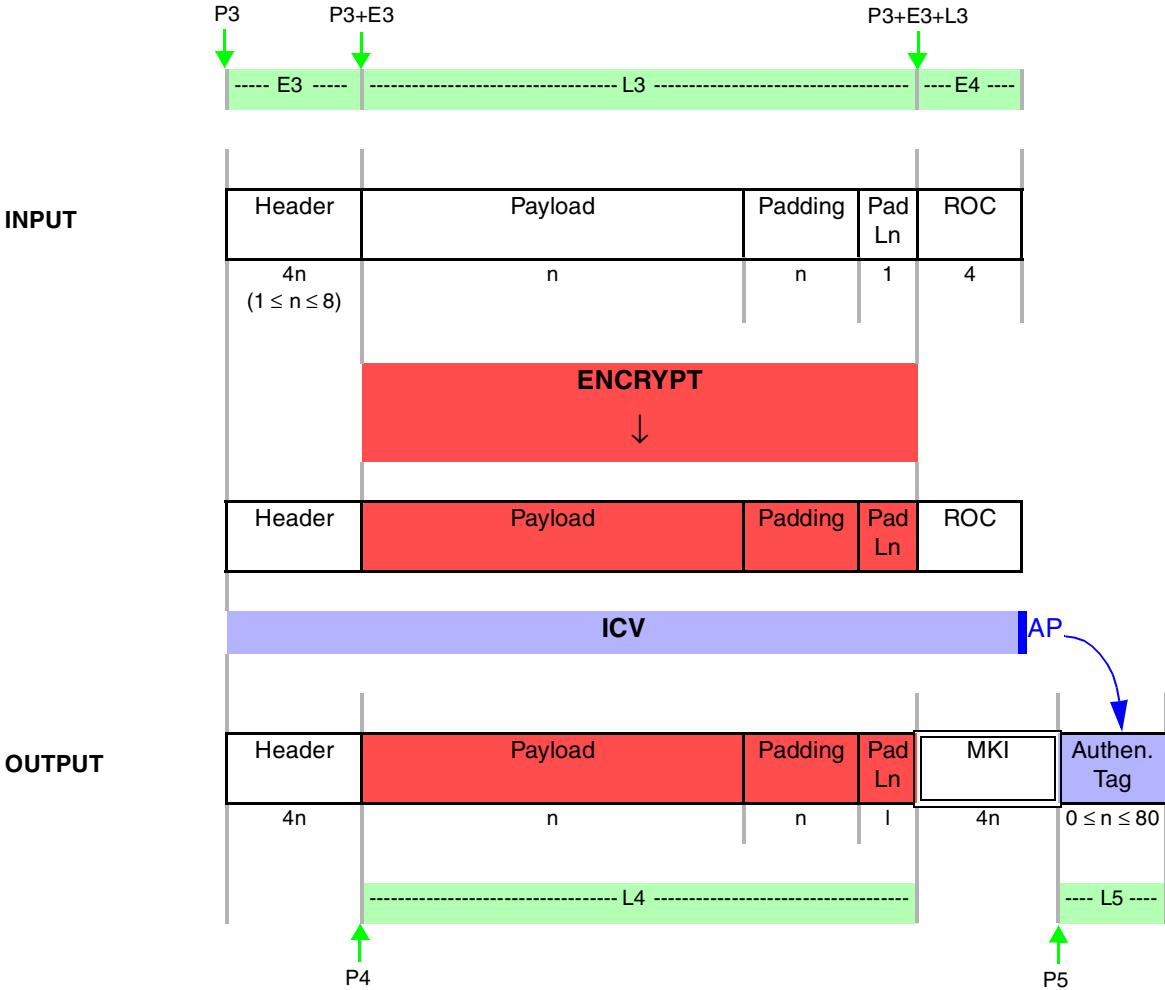 P3 P3+E3 P3+E3+L3
----- E3 ----- ---------------------------------- L3 ----------------------------------- ---- E4 ----
INPUT
Header Payload Padding Pad Ln ROC
4n n n 1 4
(1 ≤ n ≤ 8)
ENCRYPT
↓
Header Payload Padding Pad Ln ROC
ICV AP
OUTPUT
Header Payload Padding Pad Ln MKI Authen. Tag
4n n n l 4n 0 ≤ n ≤ 80
---------------------------------- L4 ----------------------------------- ---- L5 ----
P4 P5